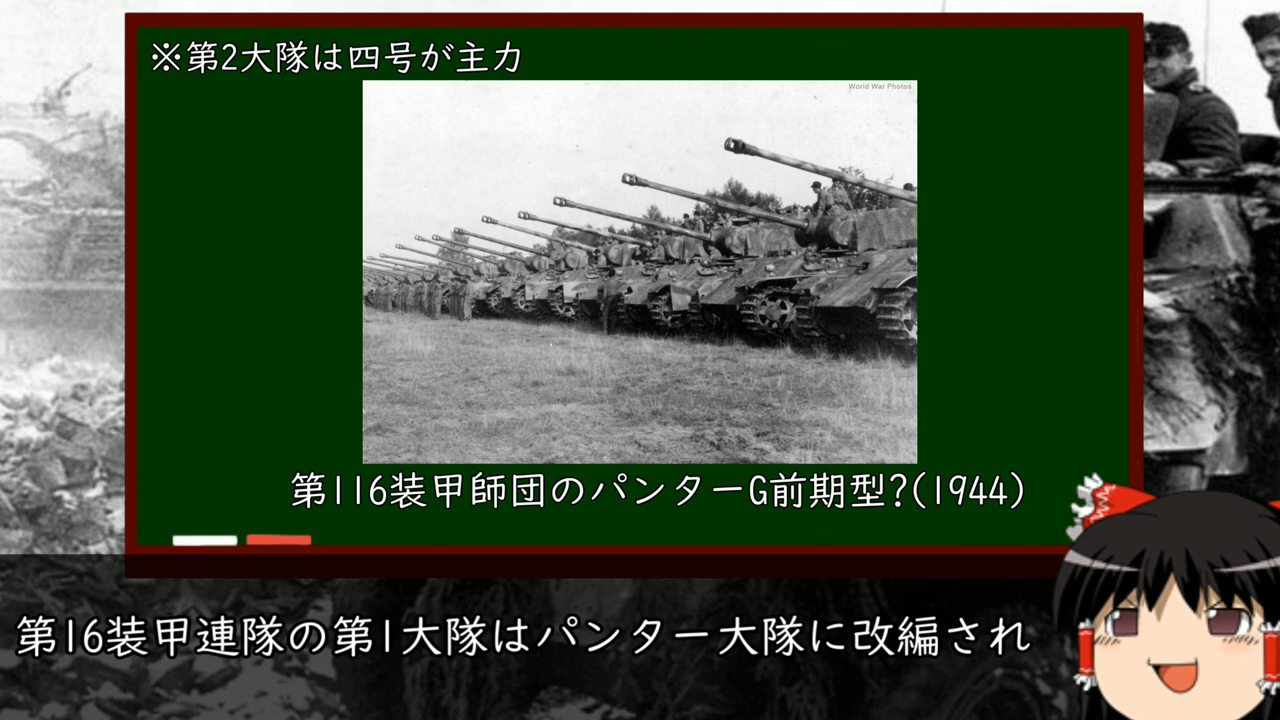 ※第2大隊は四号が主力
World War Photos
第116装甲師団のパンターG前期型?(1944)
第16装甲連隊の第1大隊はパンター大隊に改編され